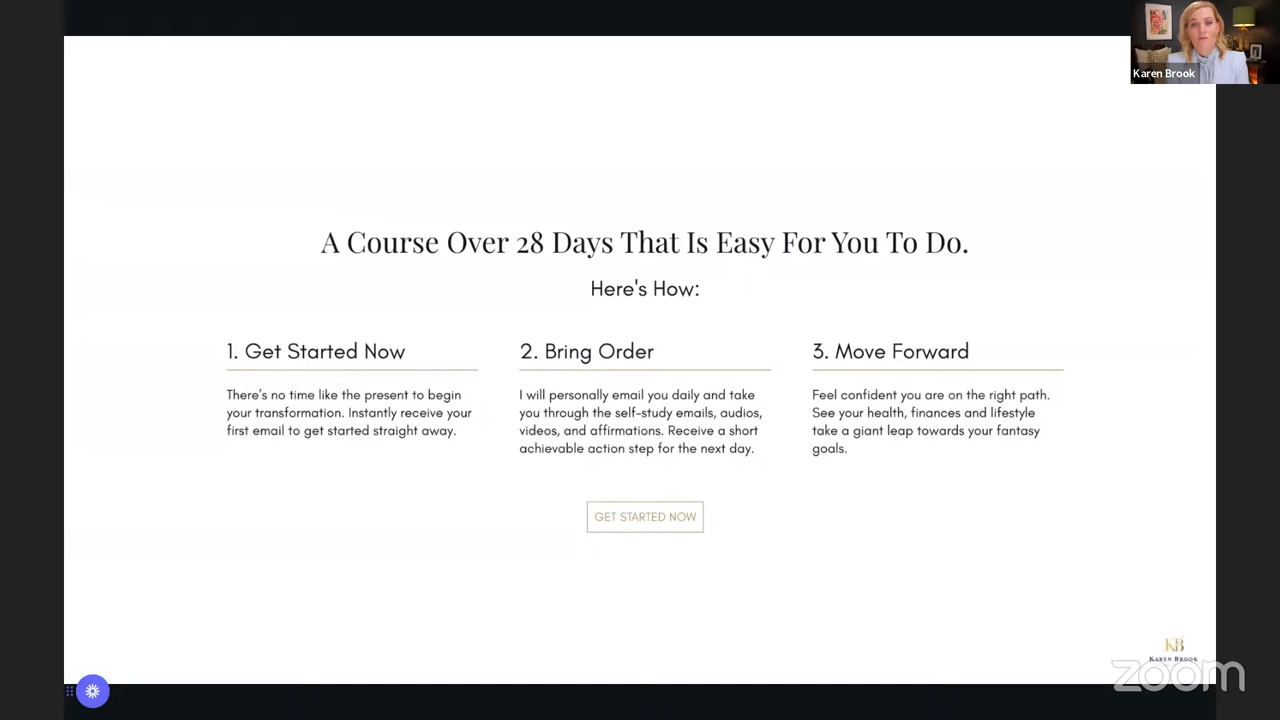 Karen Brook
A Course Over 28 Days That Is Easy For You To Do.
Here's How:
1. Get Started Now
There's no time like the present to begin
your transformation. Instantly receive your
first email to get started straight away.
2. Bring Order
I will personally email you daily and take
you through the self-study emails, audios,
videos, and affirmations. Receive a short
achievable action step for the next day.
3. Move Forward
Feel confident you are on the right path.
See your health, finances and lifestyle
take a giant leap towards your fantasy
goals.
GET STARTED NOW
KB
KAREN BROOK
zoom